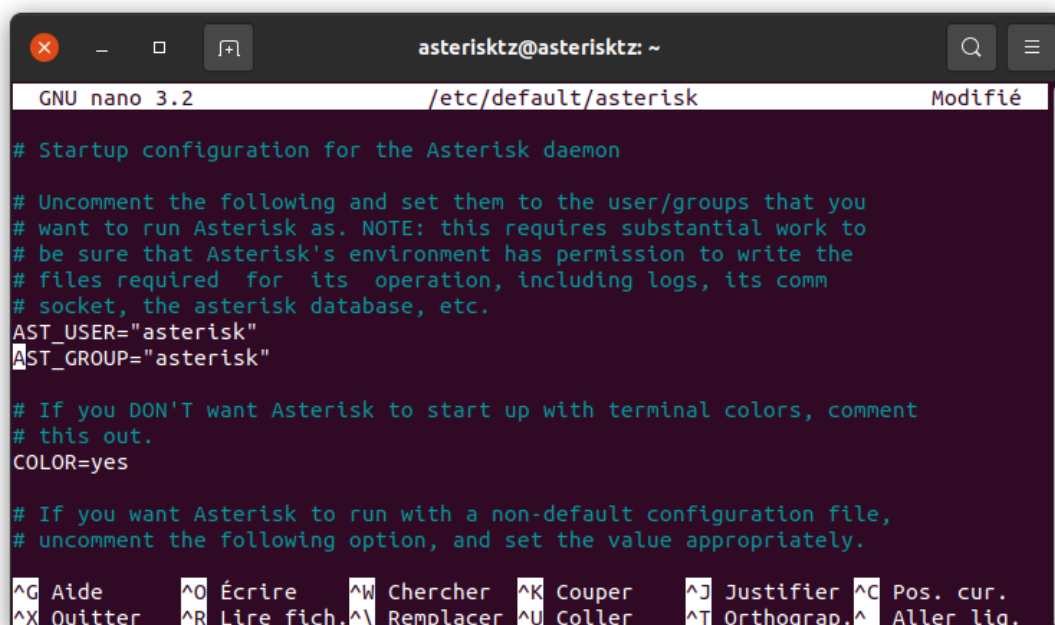 asterisktz@asterisktz: ~
GNU nano 3.2 /etc/default/asterisk Modifié
# Startup configuration for the Asterisk daemon
# Uncomment the following and set them to the user/groups that you
# want to run Asterisk as. NOTE: this requires substantial work to
# be sure that Asterisk's environment has permission to write the
# files required  for  its  operation, including logs, its comm
# socket, the asterisk database, etc.
AST_USER="asterisk"
AST_GROUP="asterisk"
# If you DON'T want Asterisk to start up with terminal colors, comment
# this out.
COLOR=yes
# If you want Asterisk to run with a non-default configuration file,
# uncomment the following option, and set the value appropriately.
^G Aide ^O Écrire ^W Chercher ^K Couper ^J Justifier ^C Pos. cur.
^X Quitter ^R Lire fich. ^\ Remplacer ^U Coller ^T Orthograp. ^_ Aller lig.